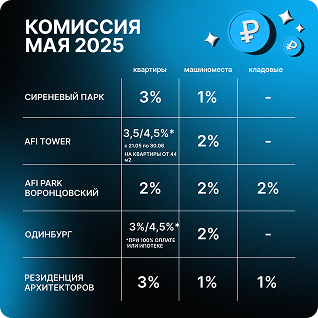 КОМИССИЯ
МАЯ 2025
₽
₽
квартиры машиноместа кладовые
СИРЕНЕВЫЙ ПАРК 3% 1% -
AFI TOWER 3,5/4,5%* 2% -
с 21.05 по 30.06
НА КВАРТИРЫ ОТ 44
М2
AFI PARK
ВОРОНЦОВСКИЙ 2% 2% 2%
ОДИНБУРГ 3%/4,5%* 2% -
*ПРИ 100% ОПЛАТЕ
ИЛИ ИПОТЕКЕ
РЕЗИДЕНЦИЯ
АРХИТЕКТОРОВ 3% 1% 1%